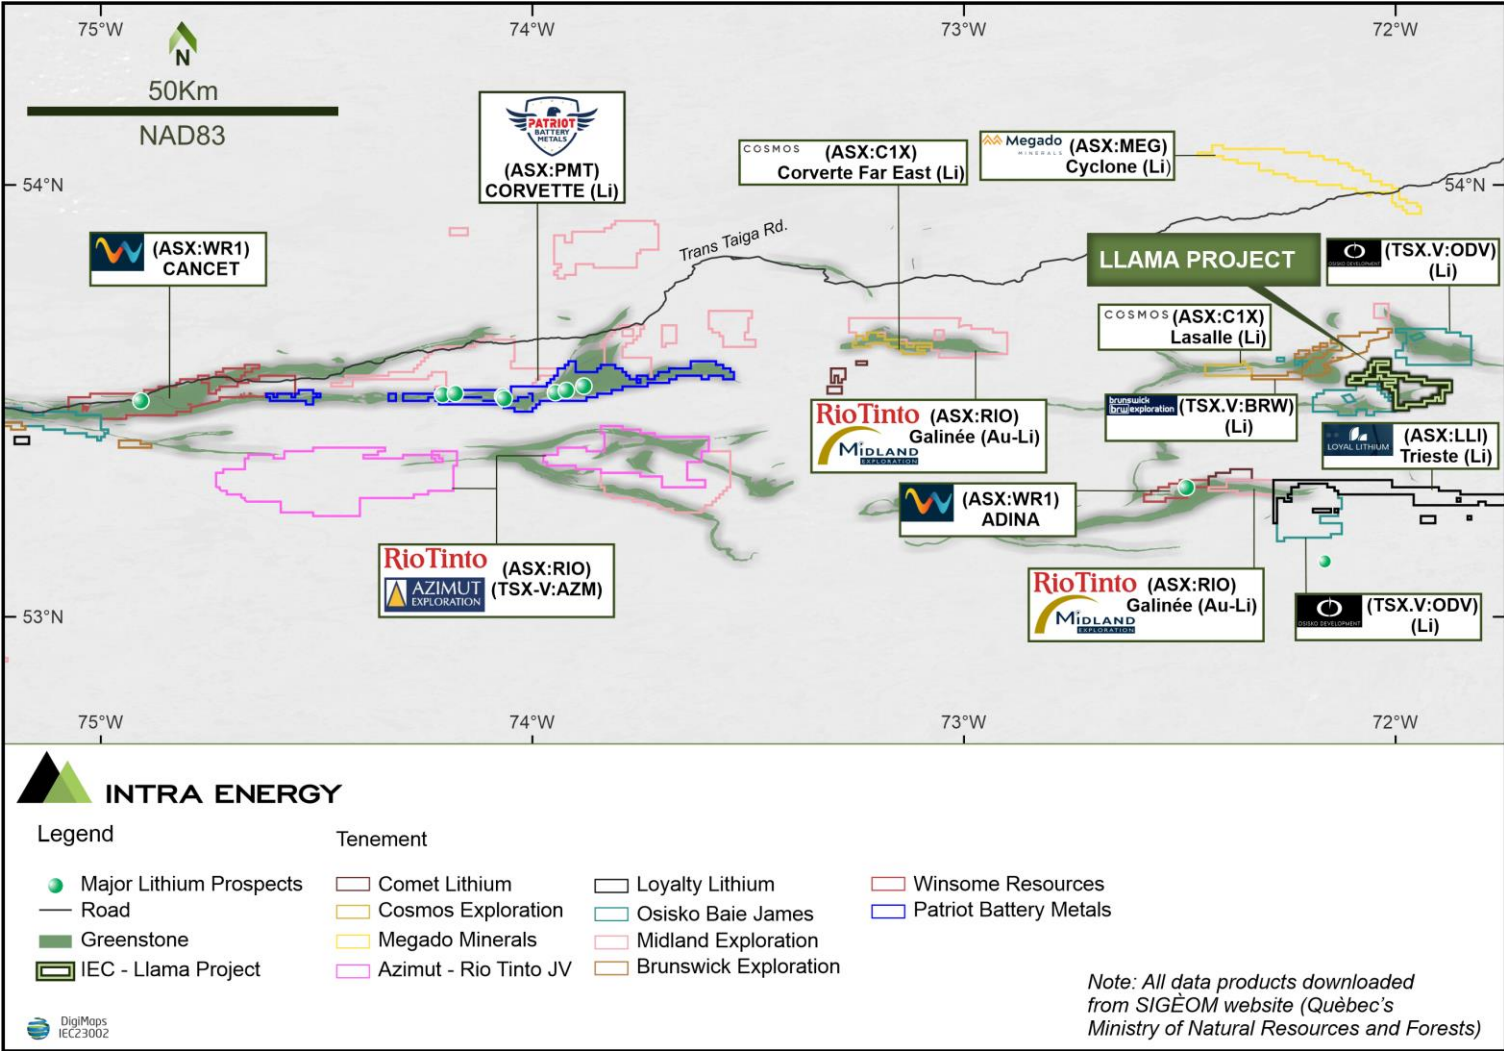 75°W
74°W
73°W
72°W
N
50Km
NAD83
PATRIOT
BATTERY
METALS
(ASX:PMT)
CORVETTE (Li)
COSMOS (ASX:C1X)
Corverte Far East (Li)
Megado (ASX:MEG)
MINERALS
Cyclone (Li)
54°N
54°N
(ASX:WR1)
CANCET
Trans Taiga Rd.
LLAMA PROJECT
OSISKO DEVELOPMENT
(TSX.V:ODV)
(Li)
COSMOS (ASX:C1X)
Lasalle (Li)
RioTinto (ASX:RIO)
Galinée (Au-Li)
MIDLAND
EXPLORATION
brunswick
brw exploration
(TSX.V:BRW)
(Li)
LOYAL LITHIUM
(ASX:LLI)
Trieste (Li)
(ASX:WR1)
ADINA
RioTinto (ASX:RIO)
AZIMUT
EXPLORATION
(TSX-V:AZM)
RioTinto (ASX:RIO)
Galinée (Au-Li)
MIDLAND
EXPLORATION
OSISKO DEVELOPMENT
(TSX.V:ODV)
(Li)
53°N
75°W
74°W
73°W
72°W
INTRA ENERGY
Legend
Major Lithium Prospects
Road
Greenstone
IEC - Llama Project
Tenement
Comet Lithium
Cosmos Exploration
Megado Minerals
Azimut - Rio Tinto JV
Loyalty Lithium
Osisko Baie James
Midland Exploration
Brunswick Exploration
Winsome Resources
Patriot Battery Metals
Note: All data products downloaded
from SIGÈOM website (Quèbec's
Ministry of Natural Resources and Forests)
DigiMaps
IEC23002